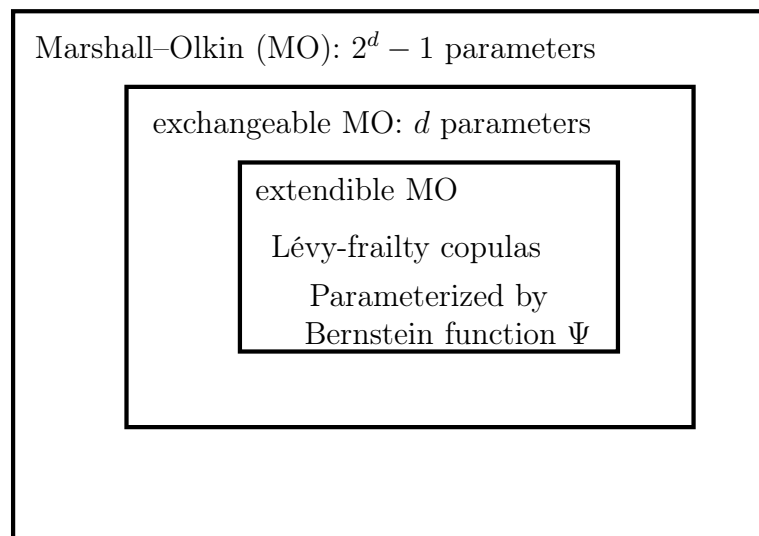 Marshall–Olkin (MO): $2^d - 1$ parameters
exchangeable MO: $d$ parameters
extendible MO
Lévy-frailty copulas
Parameterized by
Bernstein function Ψ